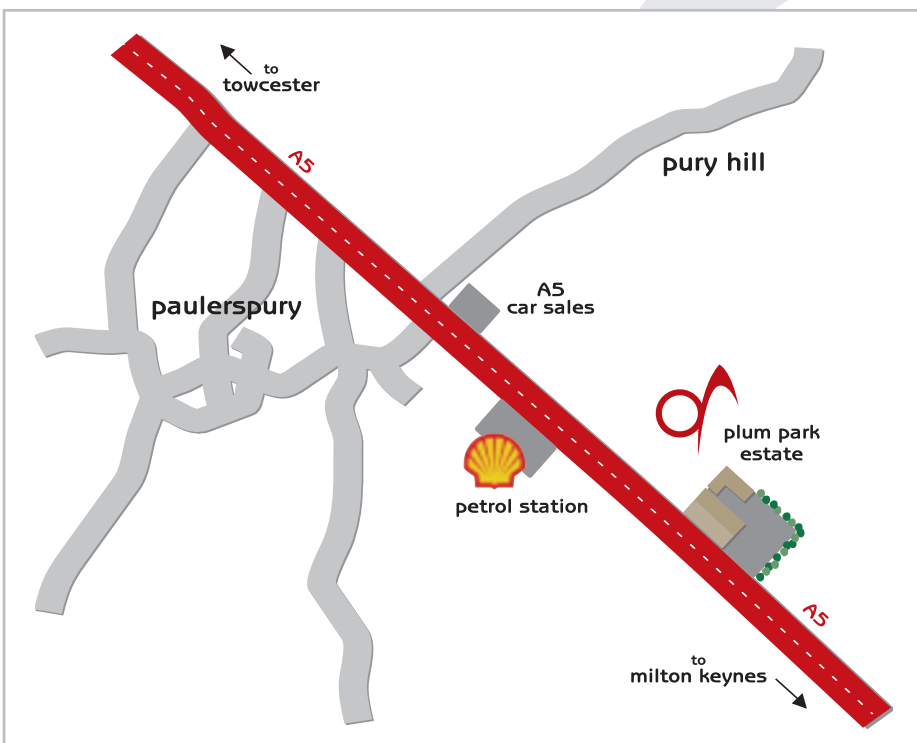 to
towcester
A5
pury hill
A5
car sales
paulerspury
plum park
estate
petrol station
A5
to
milton keynes